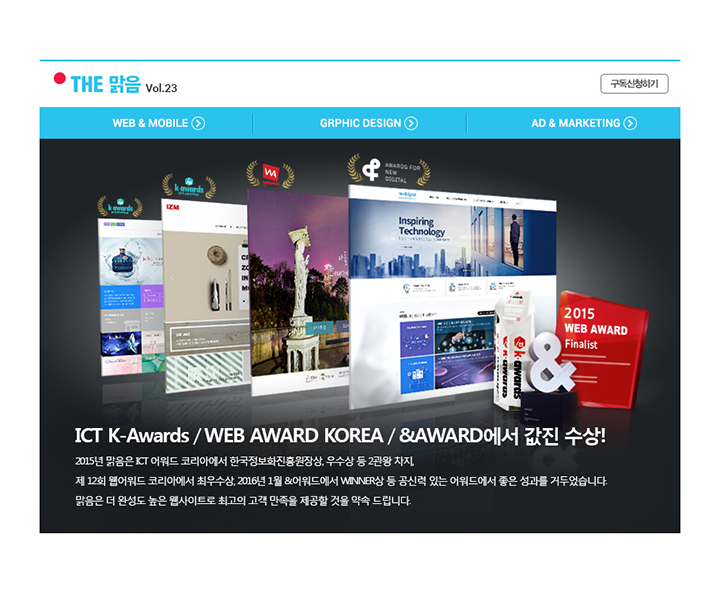 THE 맑음 Vol.23
구독신청하기
WEB & MOBILE
GRPHIC DESIGN
AD & MARKETING
k awards
k awards
AWARDS FOR
NEW
DIGITAL
IZM
Inspiring
Technology
k awards
&
2015
WEB AWARD
Finalist
ICT K-Awards / WEB AWARD KOREA / &AWARD에서 값진 수상!
2015년 맑음은 ICT 어워드 코리아에서 한국정보화진흥원장상, 우수상 등 2관왕 차지,
제 12회 웹어워드 코리아에서 최우수상, 2016년 1월 &어워드에서 WINNER상 등 공신력 있는 어워드에서 좋은 성과를 거두었습니다.
맑음은 더 완성도 높은 웹사이트로 최고의 고객 만족을 제공할 것을 약속 드립니다.